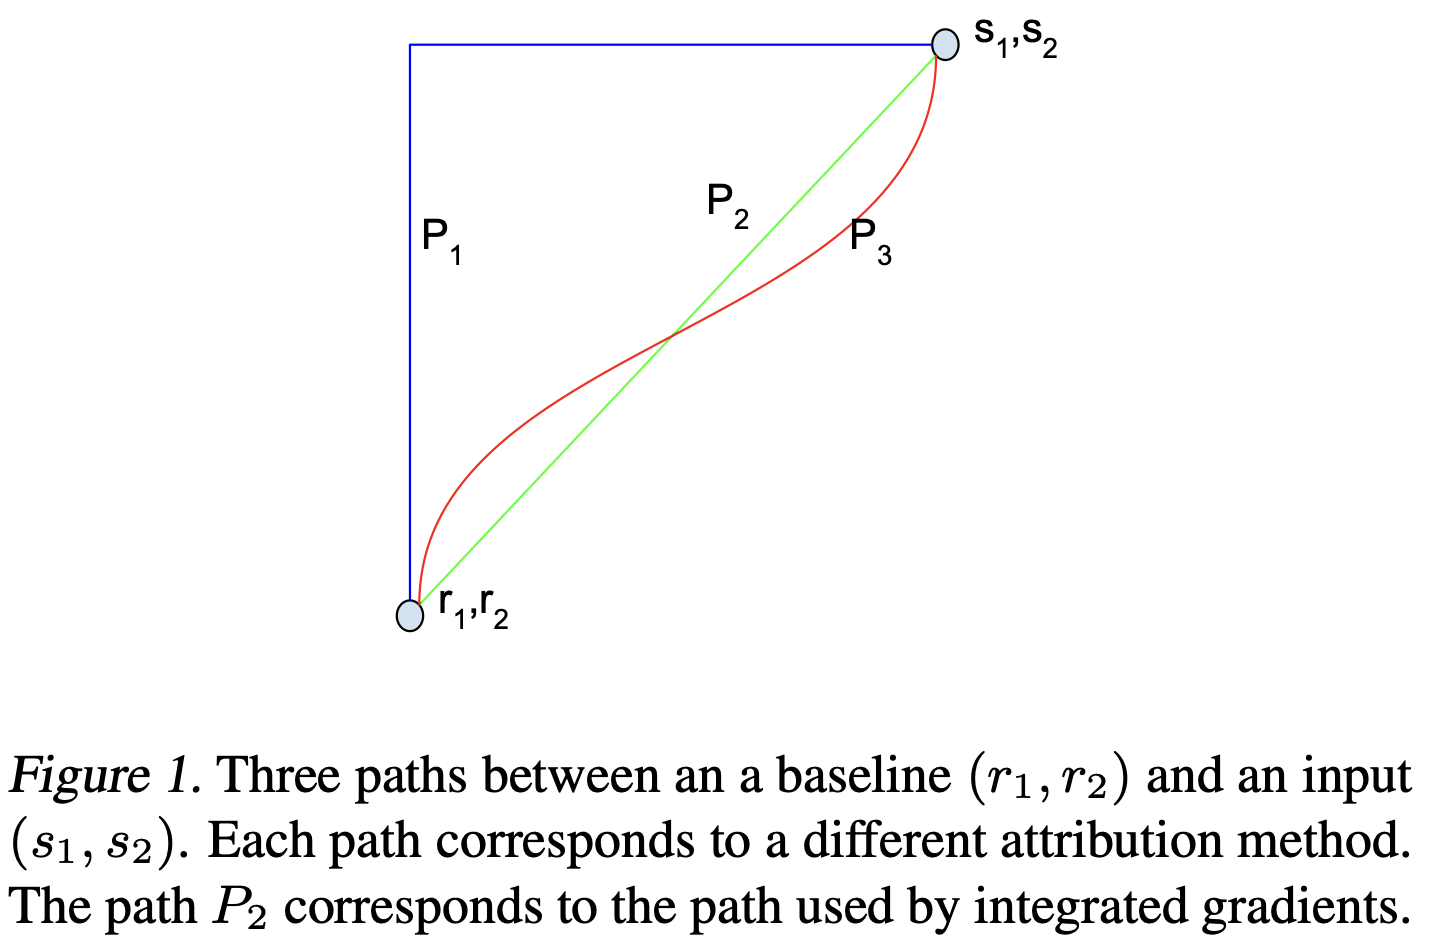 s₁,s₂
P₂
P₁
P₃
r₁,r₂
Figure 1. Three paths between an a baseline (r₁, r₂) and an input
(s₁, s₂). Each path corresponds to a different attribution method.
The path P₂ corresponds to the path used by integrated gradients.